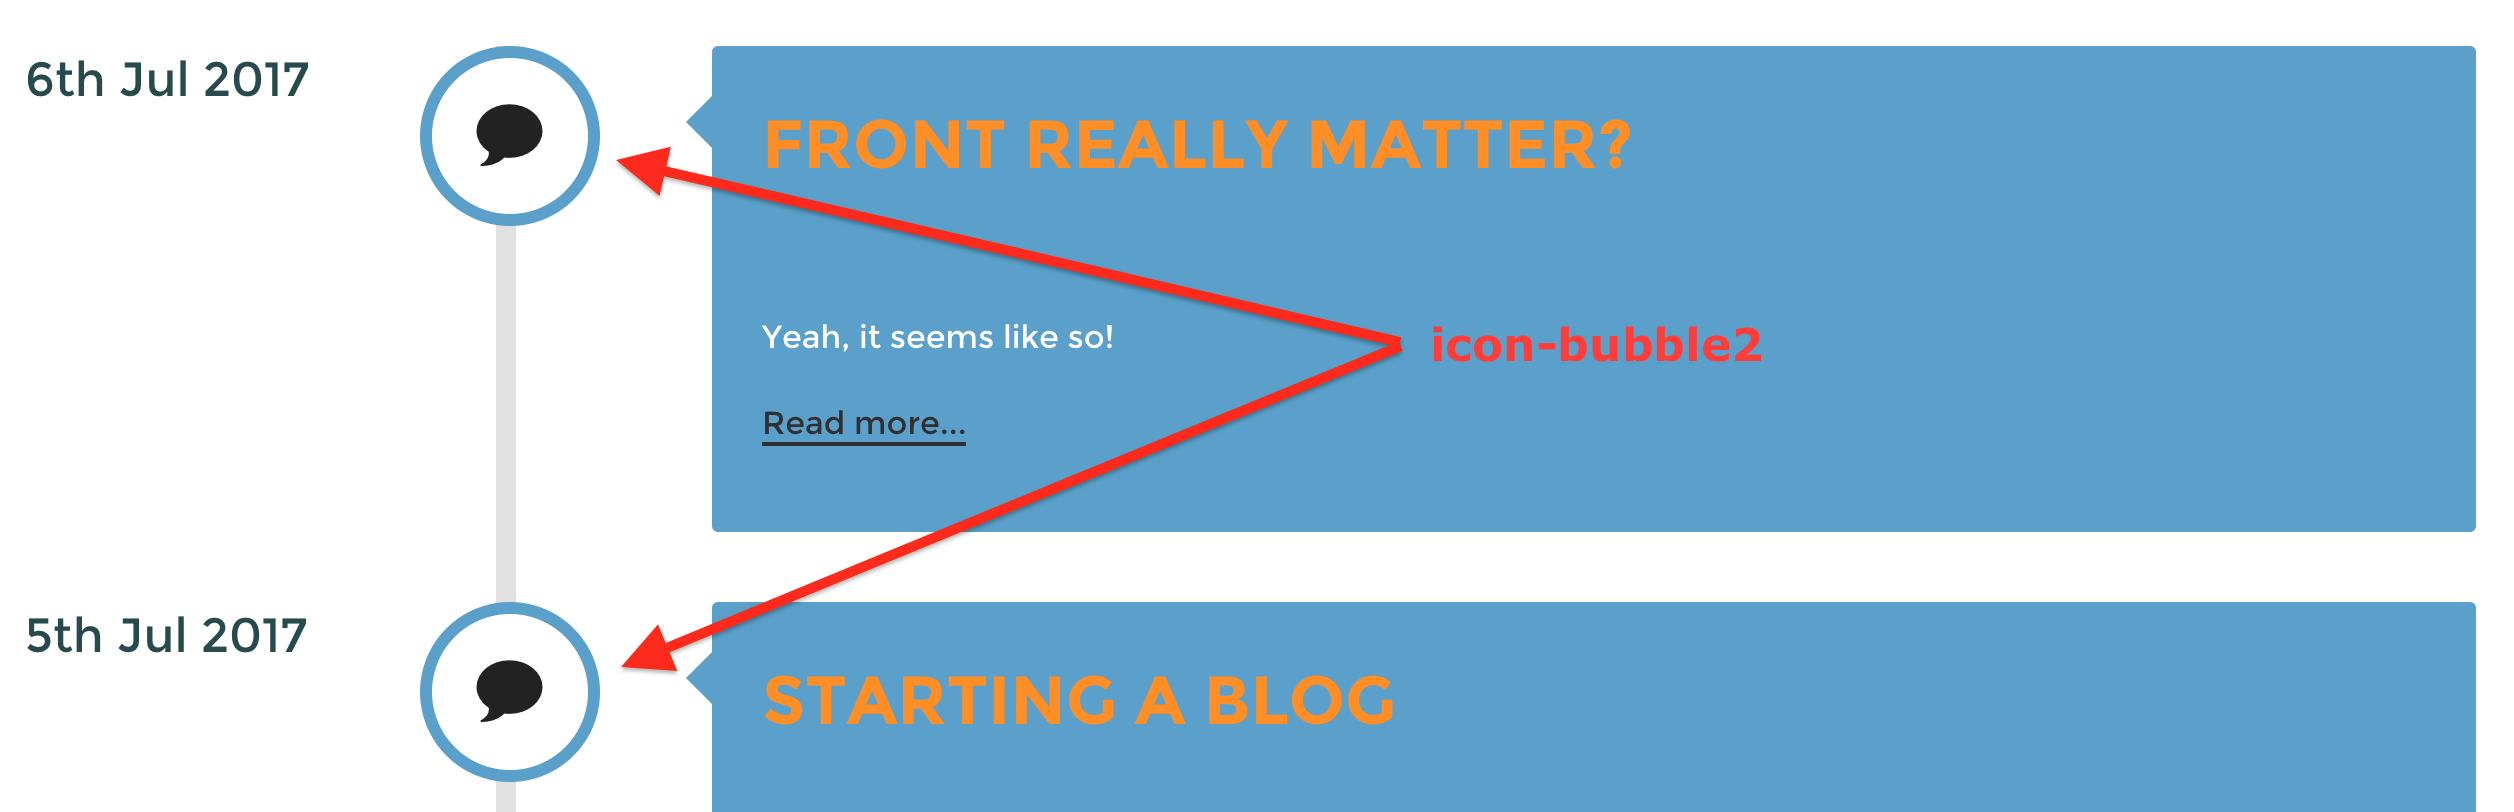 6th Jul 2017
FRONT REALLY MATTER?
Yeah, it seems like so!
icon-bubble2
Read more...
5th Jul 2017
STARTING A BLOG